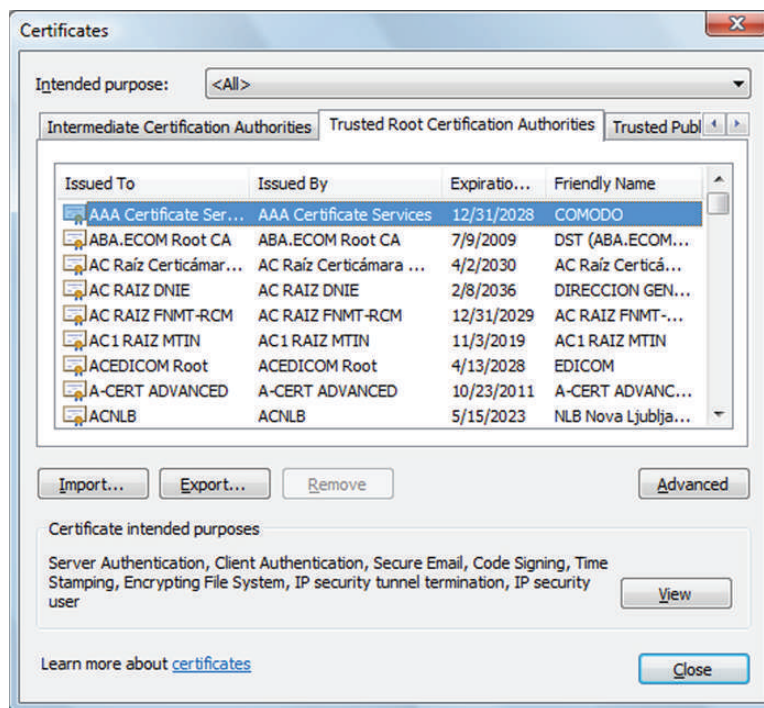 Certificates
Intended purpose: <All>
Intermediate Certification Authorities Trusted Root Certification Authorities Trusted Publ
Issued To Issued By Expiratio... Friendly Name
AAA Certificate Ser... AAA Certificate Services 12/31/2028 COMODO
ABA.ECOM Root CA ABA.ECOM Root CA 7/9/2009 DST (ABA.ECOM...
AC Raíz Certicámar... AC Raíz Certicámara ... 4/2/2030 AC Raíz Certicá...
AC RAIZ DNIE AC RAIZ DNIE 2/8/2036 DIRECCION GEN...
AC RAIZ FNMT-RCM AC RAIZ FNMT-RCM 12/31/2029 AC RAIZ FNMT-...
AC1 RAIZ MTIN AC1 RAIZ MTIN 11/3/2019 AC1 RAIZ MTIN
ACEDICOM Root ACEDICOM Root 4/13/2028 EDICOM
A-CERT ADVANCED A-CERT ADVANCED 10/23/2011 A-CERT ADVANC...
ACNLB ACNLB 5/15/2023 NLB Nova Ljublja...
Import... Export... Remove Advanced
Certificate intended purposes
Server Authentication, Client Authentication, Secure Email, Code Signing, Time
Stamping, Encrypting File System, IP security tunnel termination, IP security
user
View
Learn more about certificates
Close